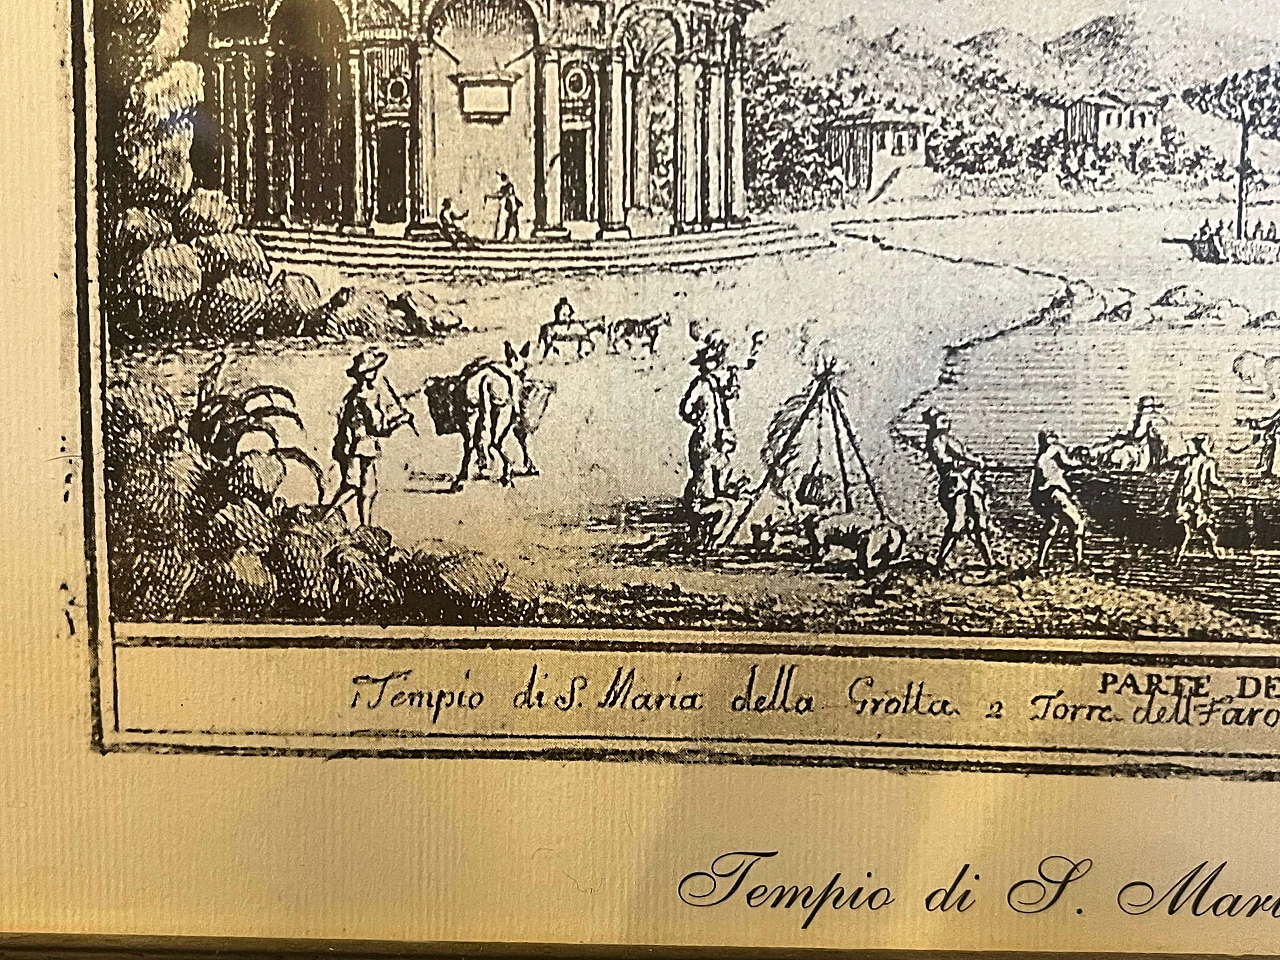 PARTE DE
1 Tempio di S. Maria della Grotta. 2 Torre dell Faro
Tempio di S. Mari